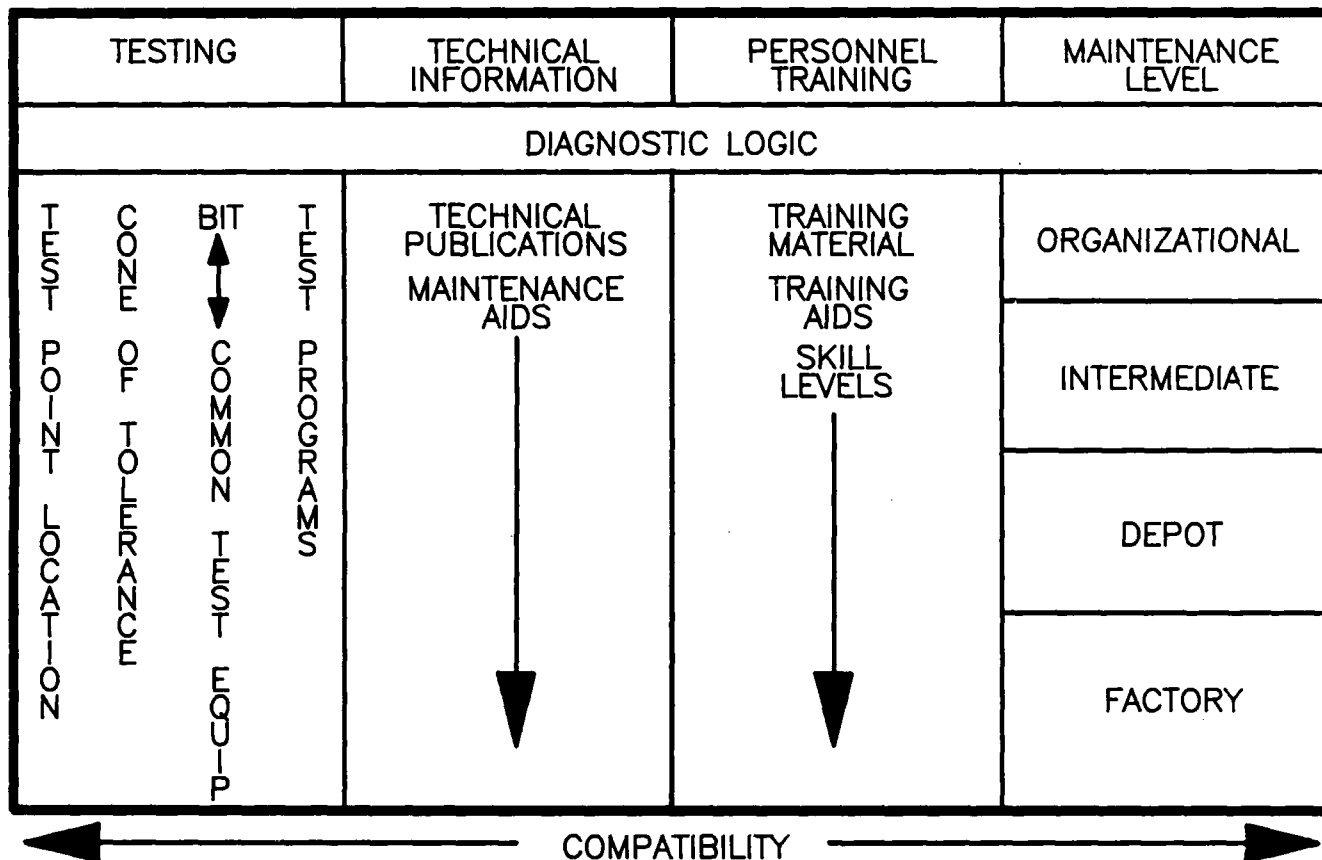 TESTING
TECHNICAL
INFORMATION
PERSONNEL
TRAINING
MAINTENANCE
LEVEL
DIAGNOSTIC LOGIC
TEST POINT LOCATION
CONE OF TOLERANCE
BIT
COMMON TEST EQUIP
TEST PROGRAMS
TECHNICAL
PUBLICATIONS
MAINTENANCE
AIDS
TRAINING
MATERIAL
TRAINING
AIDS
SKILL
LEVELS
ORGANIZATIONAL
INTERMEDIATE
DEPOT
FACTORY
COMPATIBILITY